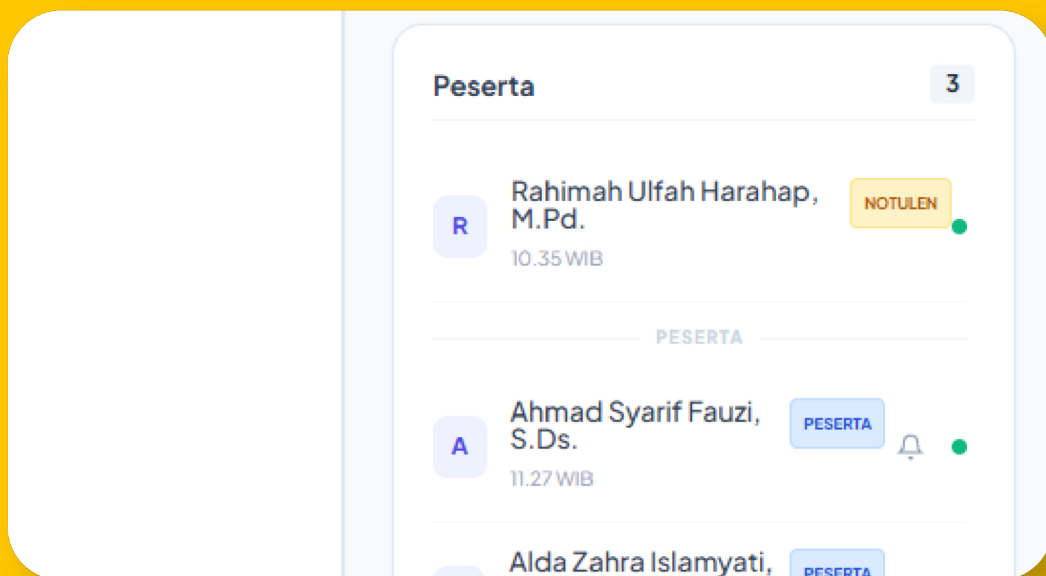 Peserta
3
Rahimah Ulfah Harahap,
M.Pd.
NOTULEN
R
10.35 WIB
PESERTA
Ahmad Syarif Fauzi,
S.Ds.
PESERTA
A
11.27 WIB
Alda Zahra Islamyati,
PESERTA